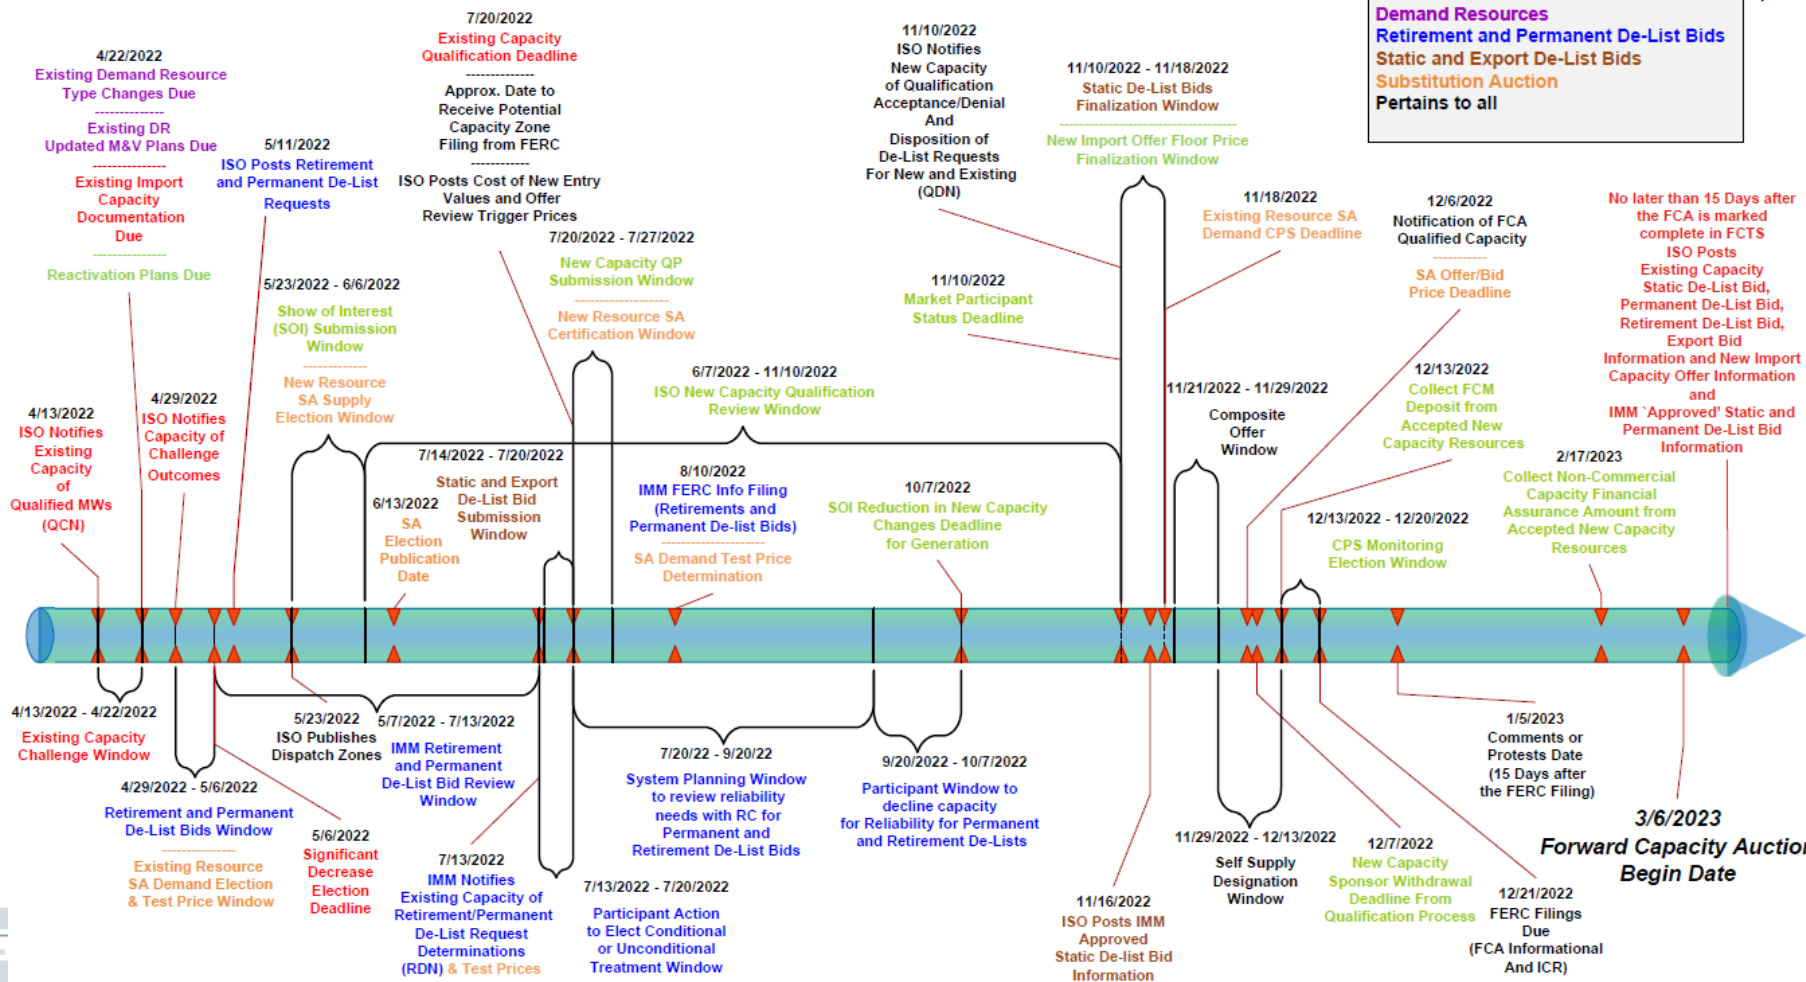 Demand Resources
Retirement and Permanent De-List Bids
Static and Export De-List Bids
Substitution Auction
Pertains to all
4/22/2022
Existing Demand Resource
Type Changes Due
--------------
Existing DR
Updated M&V Plans Due
---------------
Existing Import
Capacity
Documentation
Due
---------------
Reactivation Plans Due
7/20/2022
Existing Capacity
Qualification Deadline
--------------
Approx. Date to
Receive Potential
Capacity Zone
Filing from FERC
------------
ISO Posts Cost of New Entry
Values and Offer
Review Trigger Prices
5/11/2022
ISO Posts Retirement
and Permanent De-List
Requests
5/23/2022 - 6/6/2022
Show of Interest
(SOI) Submission
Window
-------------
New Resource
SA Supply
Election Window
4/13/2022
ISO Notifies
Existing
Capacity
of
Qualified MWs
(QCN)
4/29/2022
ISO Notifies
Capacity of
Challenge
Outcomes
7/20/2022 - 7/27/2022
New Capacity QP
Submission Window
-------------------
New Resource SA
Certification Window
6/7/2022 - 11/10/2022
ISO New Capacity Qualification
Review Window
6/13/2022
SA
Election
Publication
Date
7/14/2022 - 7/20/2022
Static and Export
De-List Bid
Submission
Window
8/10/2022
IMM FERC Info Filing
(Retirements and
Permanent De-list Bids)
---------------------
SA Demand Test Price
Determination
10/7/2022
SOI Reduction in New Capacity
Changes Deadline
for Generation
11/10/2022
ISO Notifies
New Capacity
of Qualification
Acceptance/Denial
And
Disposition of
De-List Requests
For New and Existing
(QDN)
11/10/2022
Market Participant
Status Deadline
11/10/2022 - 11/18/2022
Static De-List Bids
Finalization Window
------------------------------------
New Import Offer Floor Price
Finalization Window
11/18/2022
Existing Resource SA
Demand CPS Deadline
11/21/2022 - 11/29/2022
Composite
Offer
Window
12/6/2022
Notification of FCA
Qualified Capacity
-----------
SA Offer/Bid
Price Deadline
12/13/2022
Collect FCM
Deposit from
Accepted New
Capacity Resources
12/13/2022 - 12/20/2022
CPS Monitoring
Election Window
2/17/2023
Collect Non-Commercial
Capacity Financial
Assurance Amount from
Accepted New Capacity
Resources
No later than 15 Days after
the FCA is marked
complete in FCTS
ISO Posts
Existing Capacity
Static De-List Bid,
Permanent De-List Bid,
Retirement De-List Bid,
Export Bid
Information and New Import
Capacity Offer Information
and
IMM `Approved' Static and
Permanent De-List Bid
Information
4/13/2022 - 4/22/2022
Existing Capacity
Challenge Window
4/29/2022 - 5/6/2022
Retirement and Permanent
De-List Bids Window
---------------
Existing Resource
SA Demand Election
& Test Price Window
5/6/2022
Significant
Decrease
Election
Deadline
5/23/2022
ISO Publishes
Dispatch Zones
5/7/2022 - 7/13/2022
IMM Retirement
and Permanent
De-List Bid Review
Window
7/13/2022
IMM Notifies
Existing Capacity of
Retirement/Permanent
De-List Request
Determinations
(RDN) & Test Prices
7/13/2022 - 7/20/2022
Participant Action
to Elect Conditional
or Unconditional
Treatment Window
7/20/22 - 9/20/22
System Planning Window
to review reliability
needs with RC for
Permanent and
Retirement De-List Bids
9/20/2022 - 10/7/2022
Participant Window to
decline capacity
for Reliability for Permanent
and Retirement De-Lists
11/16/2022
ISO Posts IMM
Approved
Static De-list Bid
Information
11/29/2022 - 12/13/2022
Self Supply
Designation
Window
12/7/2022
New Capacity
Sponsor Withdrawal
Deadline From
Qualification Process
12/21/2022
FERC Filings
Due
(FCA Informational
And ICR)
1/5/2023
Comments or
Protests Date
(15 Days after
the FERC Filing)
3/6/2023
Forward Capacity Auction
Begin Date